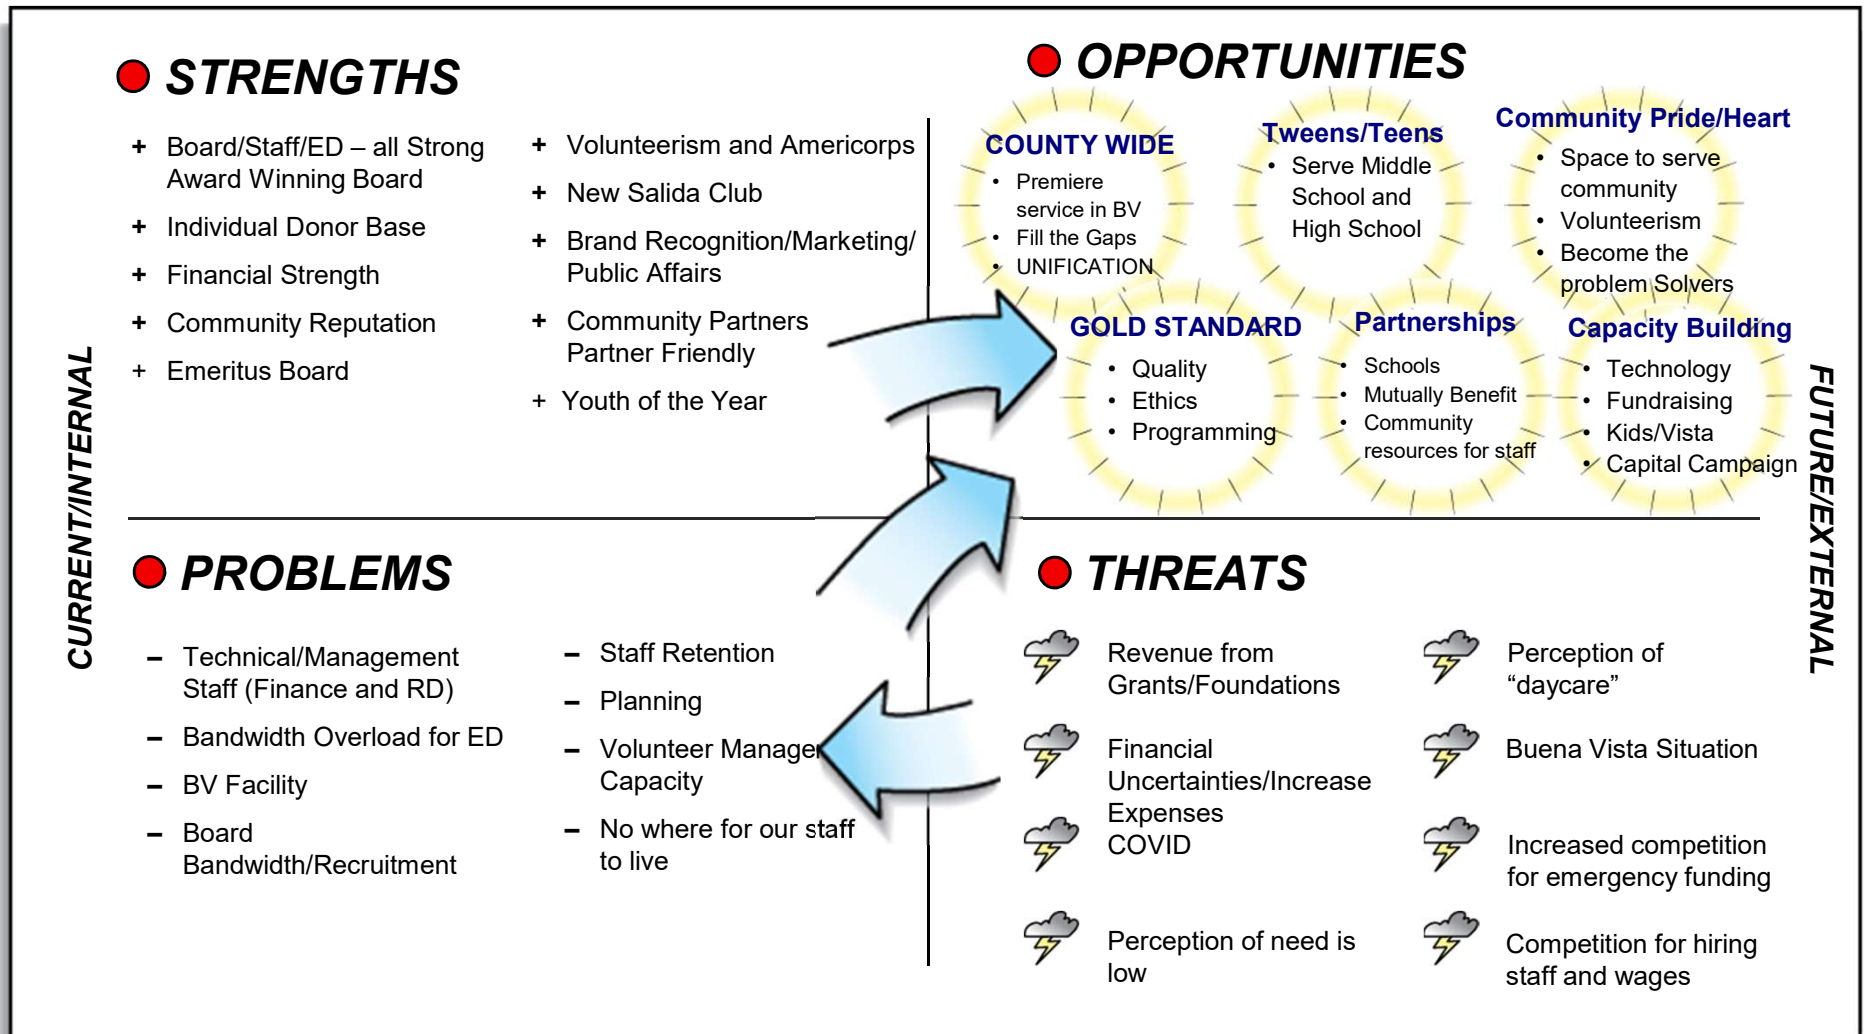 STRENGTHS
+ Board/Staff/ED – all Strong
Award Winning Board
+ Individual Donor Base
+ Financial Strength
+ Community Reputation
+ Emeritus Board
+ Volunteerism and Americorps
+ New Salida Club
+ Brand Recognition/Marketing/
Public Affairs
+ Community Partners
Partner Friendly
+ Youth of the Year
OPPORTUNITIES
COUNTY WIDE
• Premiere
service in BV
• Fill the Gaps
• UNIFICATION
Tweens/Teens
• Serve Middle
School and
High School
Community Pride/Heart
• Space to serve
community
• Volunteerism
• Become the
problem Solvers
GOLD STANDARD
• Quality
• Ethics
• Programming
Partnerships
• Schools
• Mutually Benefit
• Community
resources for staff
Capacity Building
• Technology
• Fundraising
• Kids/Vista
• Capital Campaign
CURRENT/INTERNAL
FUTURE/EXTERNAL
PROBLEMS
– Technical/Management
Staff (Finance and RD)
– Bandwidth Overload for ED
– BV Facility
– Board
Bandwidth/Recruitment
– Staff Retention
– Planning
– Volunteer Manager
Capacity
– No where for our staff
to live
THREATS
Revenue from
Grants/Foundations
Financial
Uncertainties/Increase
Expenses
COVID
Perception of need is
low
Perception of
“daycare”
Buena Vista Situation
Increased competition
for emergency funding
Competition for hiring
staff and wages